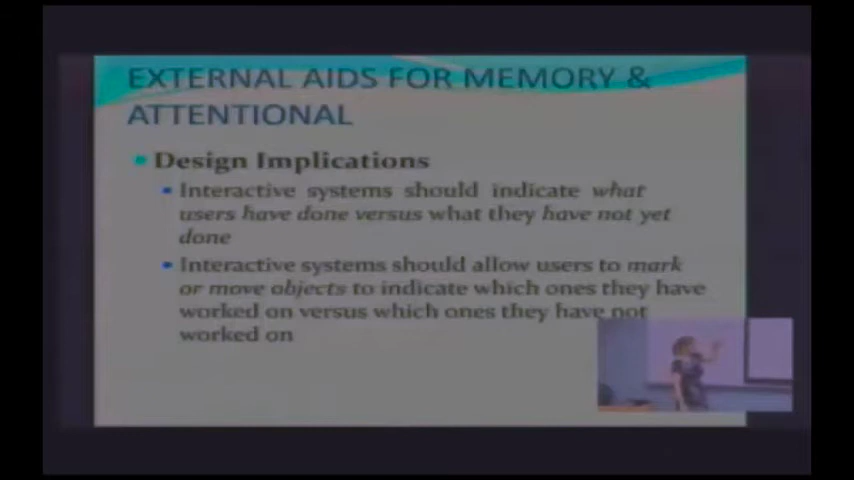 EXTERNAL AIDS FOR MEMORY &
ATTENTIONAL
Design Implications
Interactive systems should indicate what
users have done versus what they have not yet
done
Interactive systems should allow users to mark
or move objects to indicate which ones they have
worked on versus which ones they have not
worked on